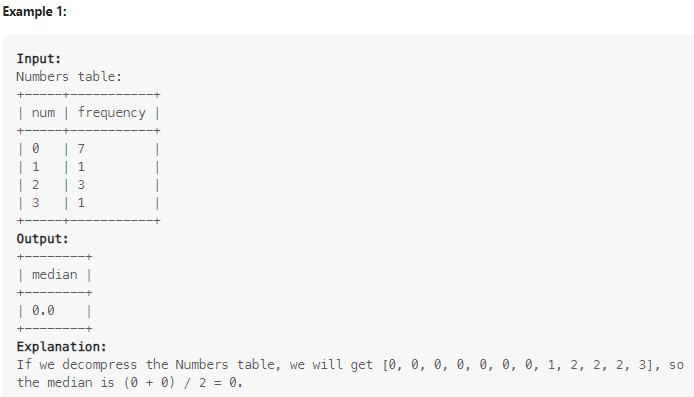 Example 1:
Input:
Numbers table:
+-----+-----------+
| num | frequency |
+-----+-----------+
| 0   | 7         |
| 1   | 1         |
| 2   | 3         |
| 3   | 1         |
+-----+-----------+
Output:
+--------+
| median |
+--------+
| 0.0    |
+--------+
Explanation:
If we decompress the Numbers table, we will get [0, 0, 0, 0, 0, 0, 0, 1, 2, 2, 2, 3], so
the median is (0 + 0) / 2 = 0.